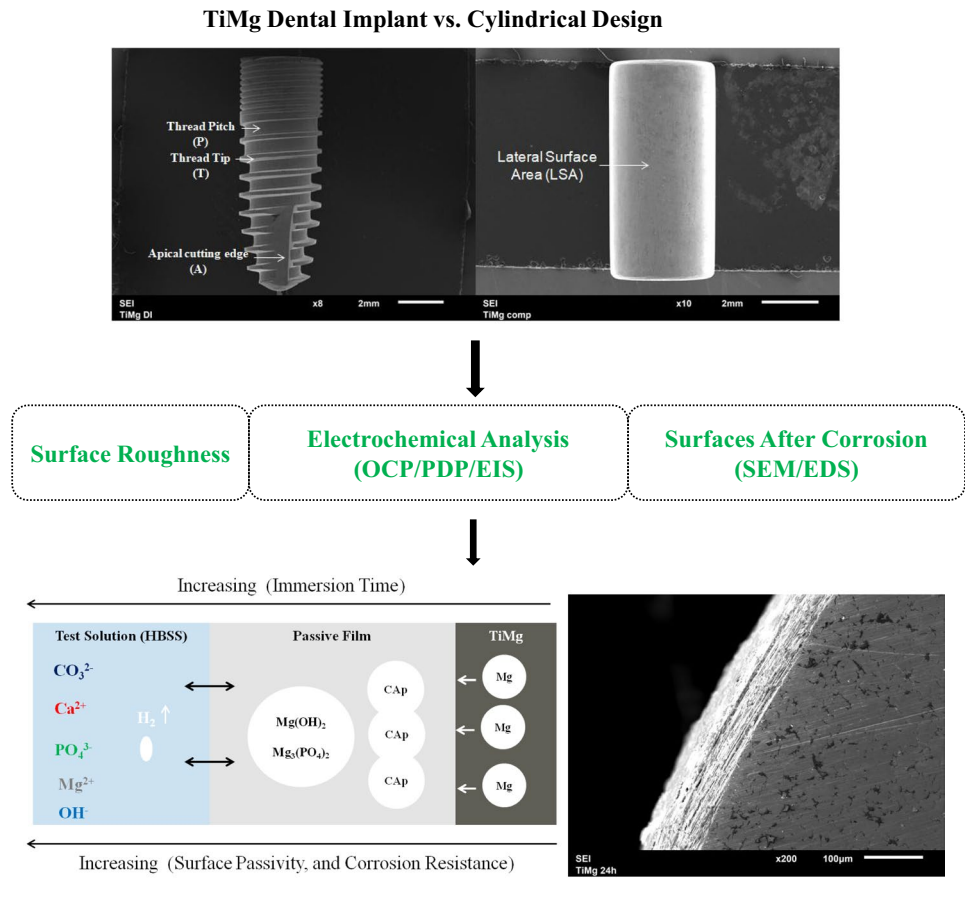 TiMg Dental Implant vs. Cylindrical Design
Thread Pitch
(P)
Thread Tip
(T)
Apical cutting edge
(A)
SEI x8 2mm
TiMg DI
Lateral Surface
Area (LSA)
SEI x10 2mm
TiMg comp
Surface Roughness
Electrochemical Analysis
(OCP/PDP/EIS)
Surfaces After Corrosion
(SEM/EDS)
Increasing (Immersion Time)
Test Solution (HBSS)
Passive Film
TiMg
CO₃²⁻
Ca²⁺
H₂
PO₄³⁻
Mg²⁺
OH⁻
Mg(OH)₂
Mg₃(PO₄)₂
CAp
CAp
CAp
Mg
Mg
Mg
Increasing (Surface Passivity, and Corrosion Resistance)
SEI x200 100µm
TiMg 24h